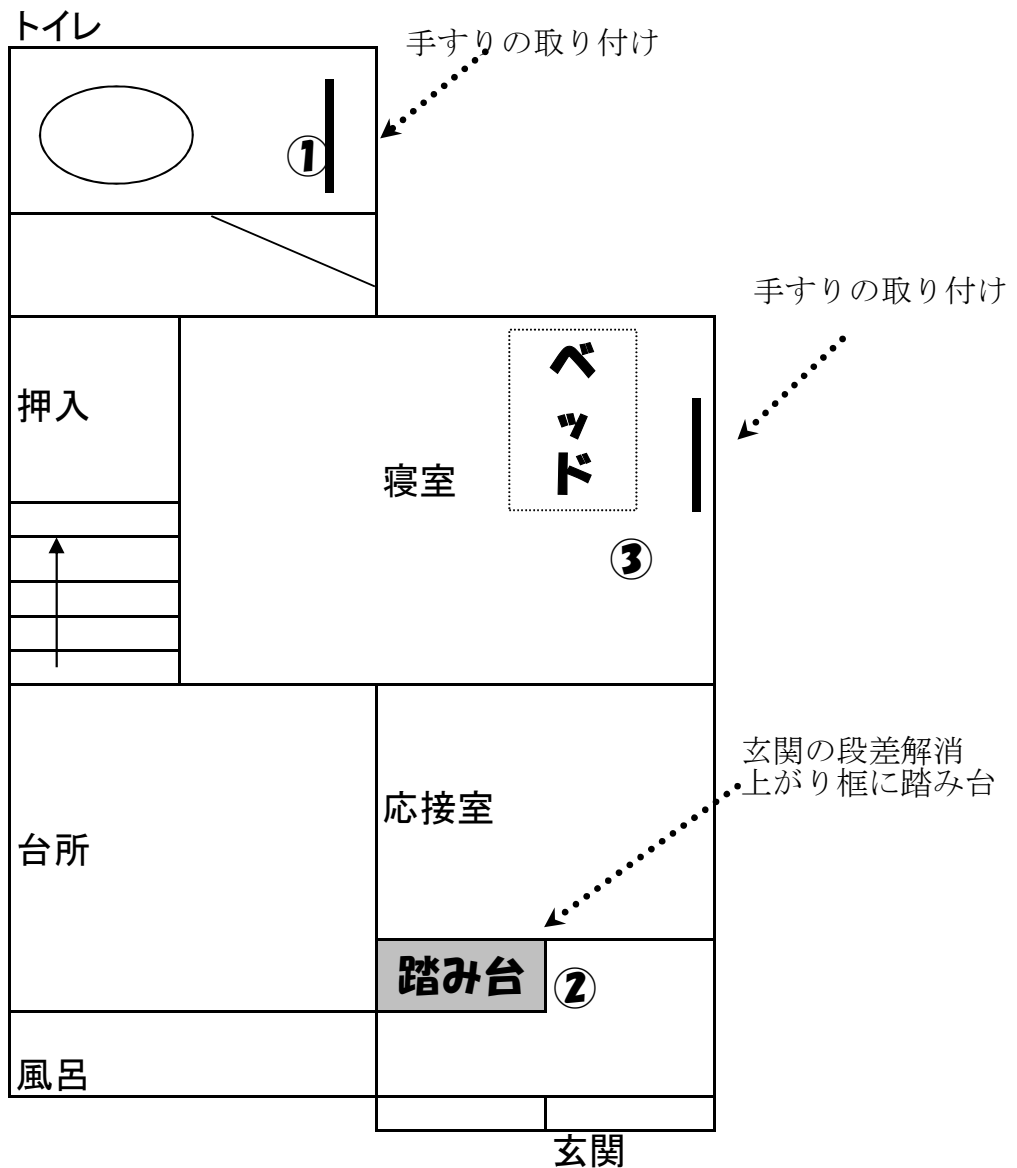 トイレ
手すりの取り付け
①
手すりの取り付け
押入
ベッド
寝室
③
玄関の段差解消
上がり框に踏み台
応接室
台所
踏み台
②
風呂
玄関